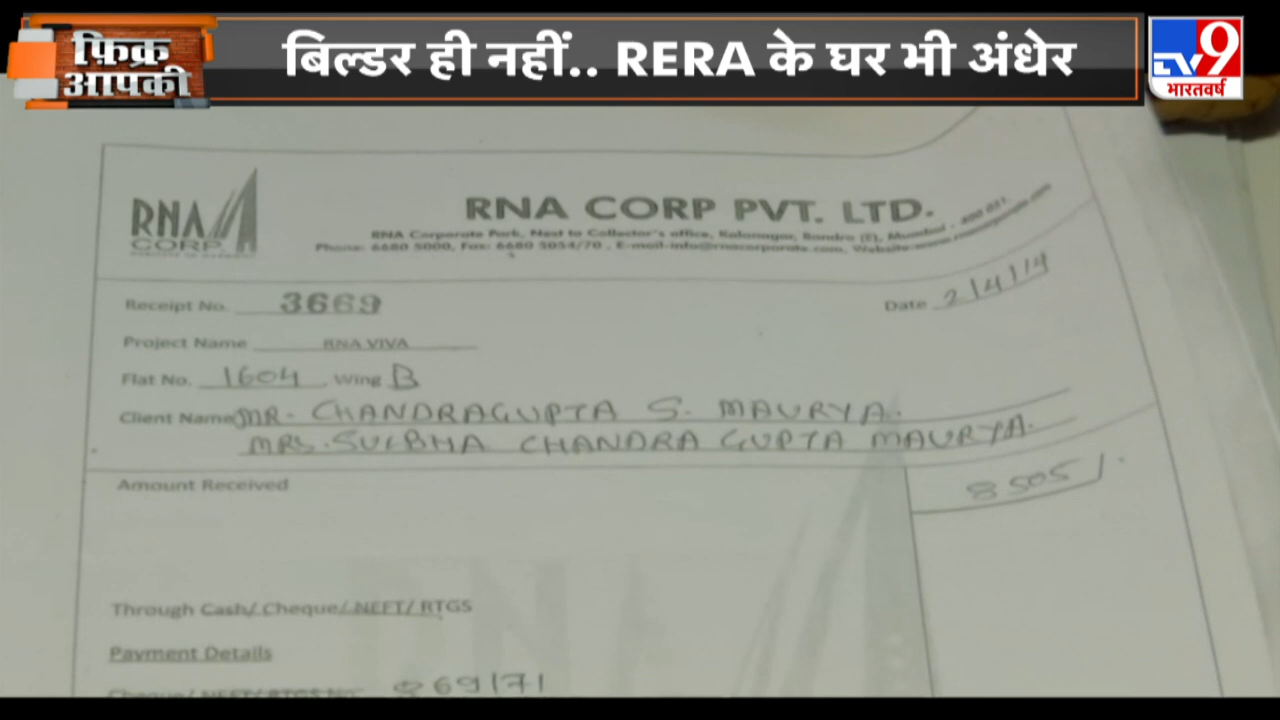 फ़िक्र आपकी
बिल्डर ही नहीं.. RERA के घर भी अंधेर
TV9 भारतवर्ष
RNA CORP
RNA CORP PVT. LTD.
RNA Corporate Park, Next to Collector's office, Kalanagar, Bandra (E), Mumbai - 400 051.
Phone: 6680 5000, Fax: 6680 5054/70, E-mail-info@rnacorporate.com, Website:www.rnacorporate.com
Receipt No. 3669 Date 2/4/14
Project Name RNA VIVA
Flat No. 1604 Wing B
Client Name MR. CHANDRAGUPTA S. MAURYA.
MRS. SULBHA CHANDRA GUPTA MAURYA.
Amount Received 8505/-
Through Cash/ Cheque/ NEFT/ RTGS
Payment Details
Cheque/ NEFT/ RTGS No. 869171